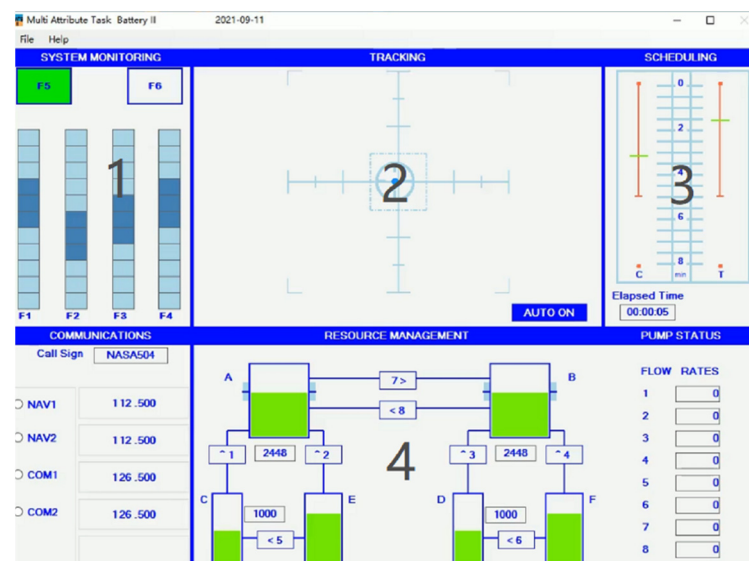 Multi Attribute Task Battery II 2021-09-11
File Help
SYSTEM MONITORING
F5 F6
1
F1 F2 F3 F4
TRACKING
2
AUTO ON
SCHEDULING
0
2
4
3
6
8
C min T
Elapsed Time
00:00:05
COMMUNICATIONS
Call Sign NASA504
NAV1 112.500
NAV2 112.500
COM1 126.500
COM2 126.500
RESOURCE MANAGEMENT
A 7> B
<8
^1 2448 ^2 4 ^3 2448 ^4
C E D F
1000 1000
<5 <6
PUMP STATUS
FLOW RATES
1 0
2 0
3 0
4 0
5 0
6 0
7 0
8 0